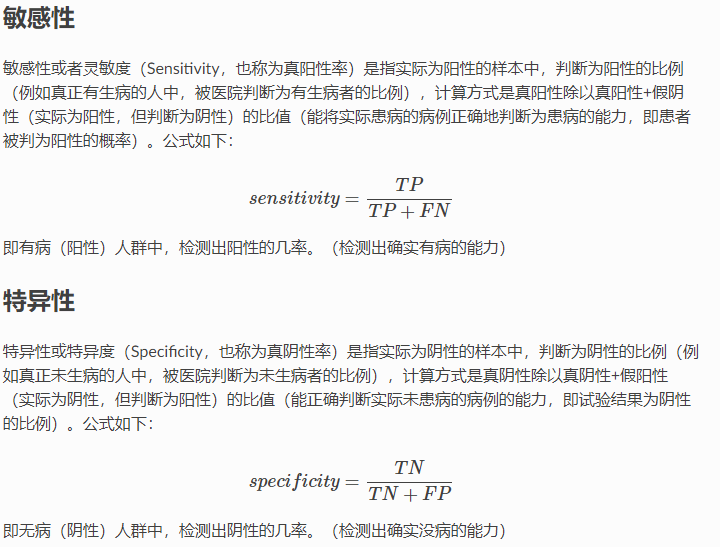 敏感性
敏感性或者灵敏度（Sensitivity，也称为真阳性率）是指实际为阳性的样本中，判断为阳性的比例
（例如真正有生病的人中，被医院判断为有生病者的比例），计算方式是真阳性除以真阳性+假阴
性（实际为阳性，但判断为阴性）的比值（能将实际患病的病例正确地判断为患病的能力，即患者
被判为阳性的概率）。公式如下：
sensitivity = TP / (TP + FN)
即有病（阳性）人群中，检测出阳性的几率。（检测出确实有病的能力）
特异性
特异性或特异度（Specificity，也称为真阴性率）是指实际为阴性的样本中，判断为阴性的比例（例
如真正未生病的人中，被医院判断为未生病者的比例），计算方式是真阴性除以真阴性+假阳性
（实际为阴性，但判断为阳性）的比值（能正确判断实际未患病的病例的能力，即试验结果为阴性
的比例）。公式如下：
specificity = TN / (TN + FP)
即无病（阴性）人群中，检测出阴性的几率。（检测出确实没病的能力）